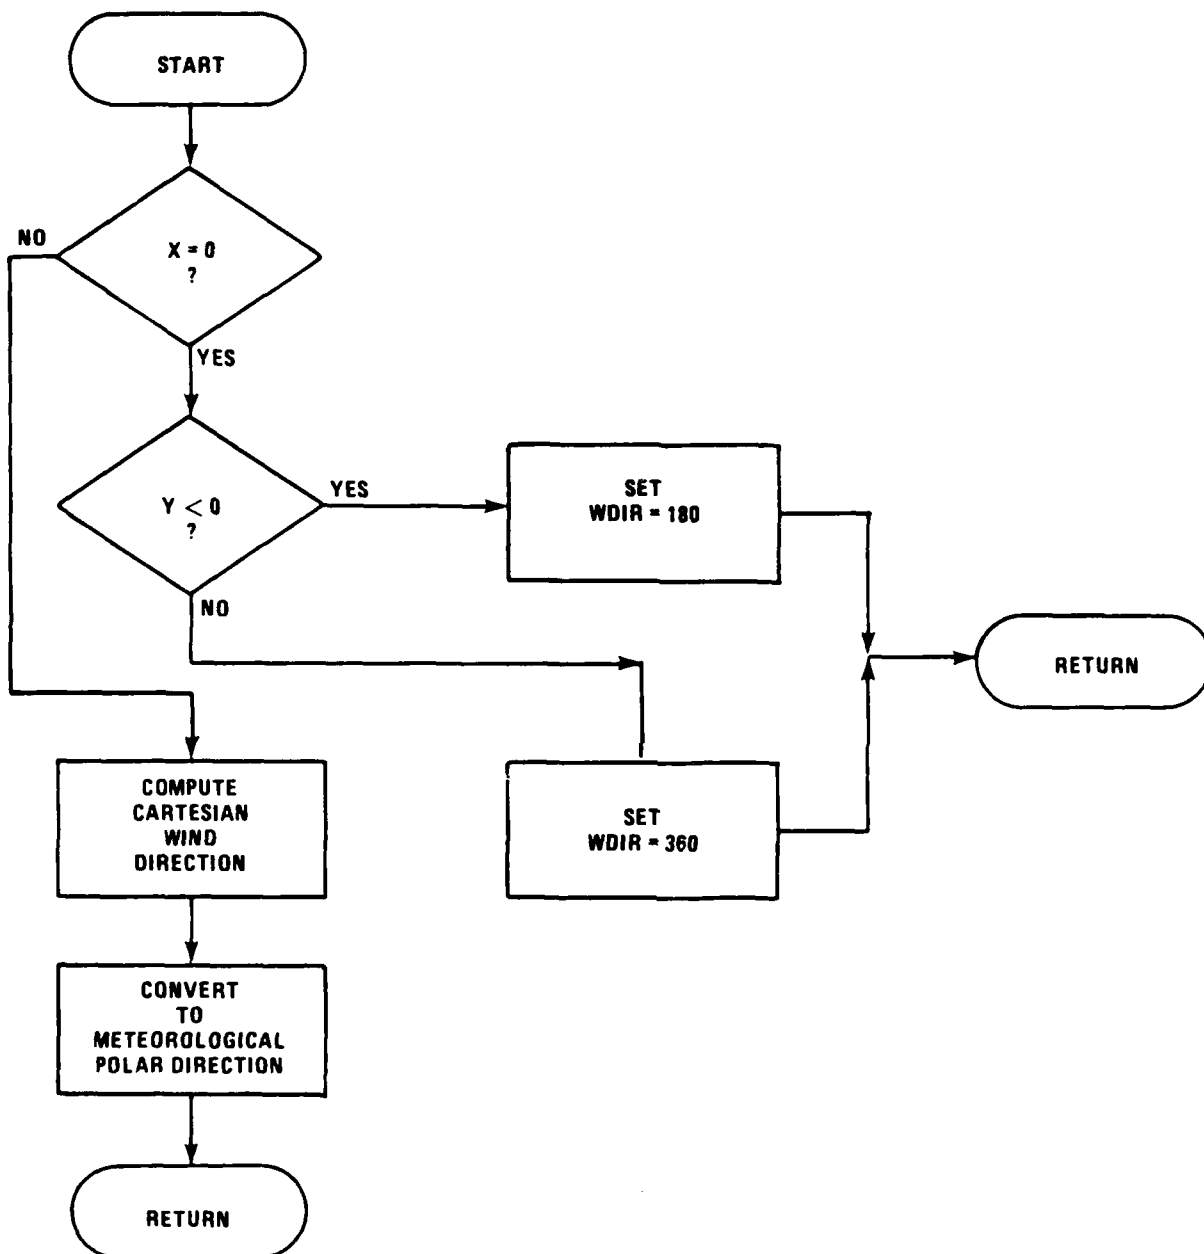 START
NO
X = 0
?
YES
Y < 0
?
YES
SET
WDIR = 180
NO
RETURN
COMPUTE
CARTESIAN
WIND
DIRECTION
SET
WDIR = 360
CONVERT
TO
METEOROLOGICAL
POLAR DIRECTION
RETURN